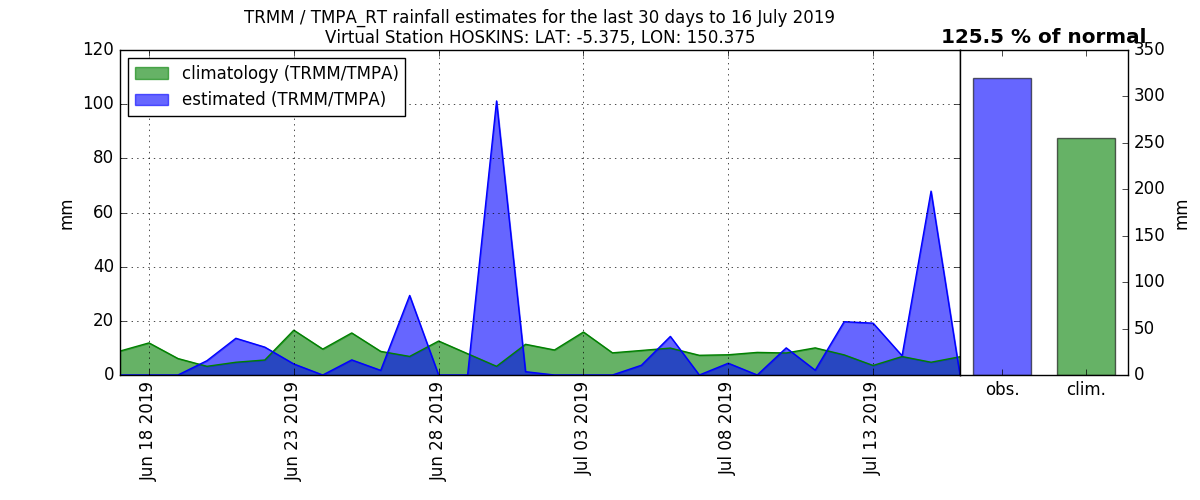 TRMM / TMPA_RT rainfall estimates for the last 30 days to 16 July 2019
Virtual Station HOSKINS: LAT: -5.375, LON: 150.375
125.5 % of normal
climatology (TRMM/TMPA)
estimated (TRMM/TMPA)
mm
120
100
80
60
40
20
0
Jun 18 2019
Jun 23 2019
Jun 28 2019
Jul 03 2019
Jul 08 2019
Jul 13 2019
350
300
250
200
150
100
50
0
mm
obs.
clim.